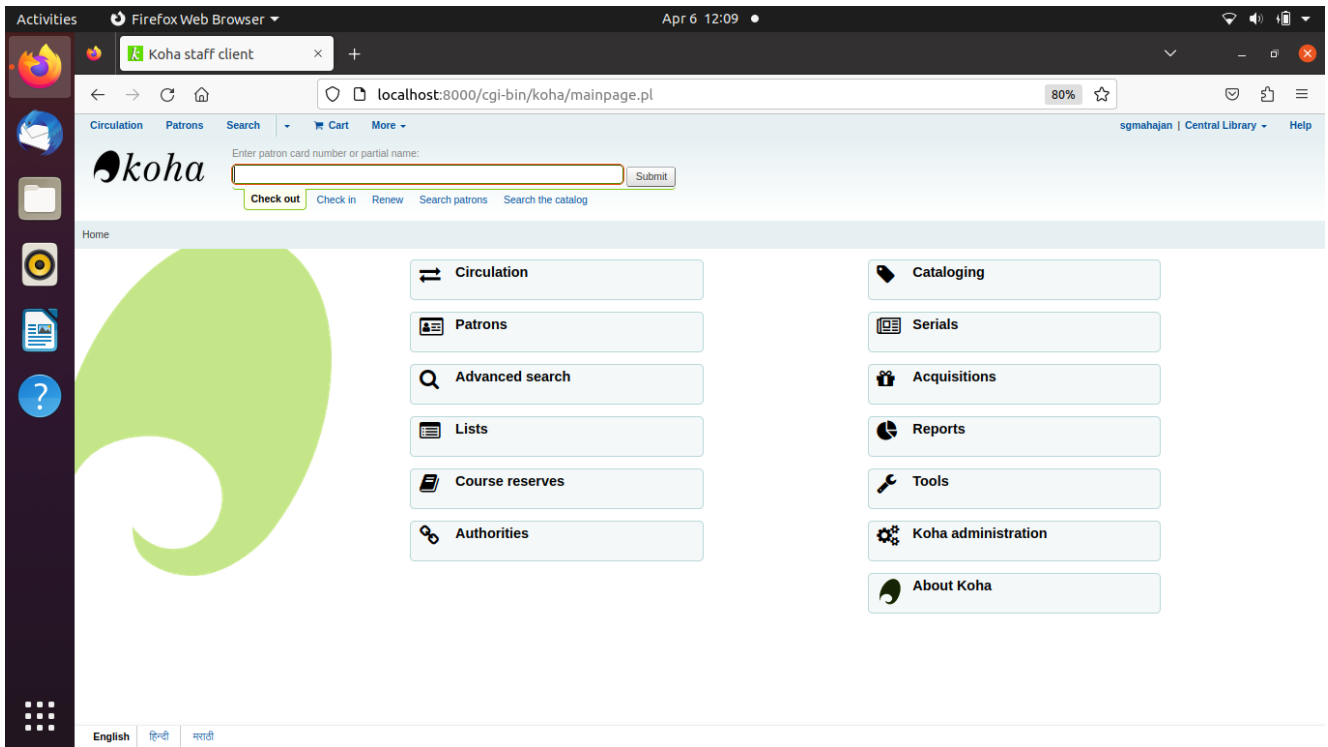 Activities Firefox Web Browser Apr 6 12:09
Koha staff client
localhost:8000/cgi-bin/koha/mainpage.pl 80%
Circulation Patrons Search Cart More sgmahajan | Central Library Help
koha
Enter patron card number or partial name:
Submit
Check out Check in Renew Search patrons Search the catalog
Home
Circulation
Cataloging
Patrons
Serials
Advanced search
Acquisitions
Lists
Reports
Course reserves
Tools
Authorities
Koha administration
About Koha
English हिन्दी मराठी